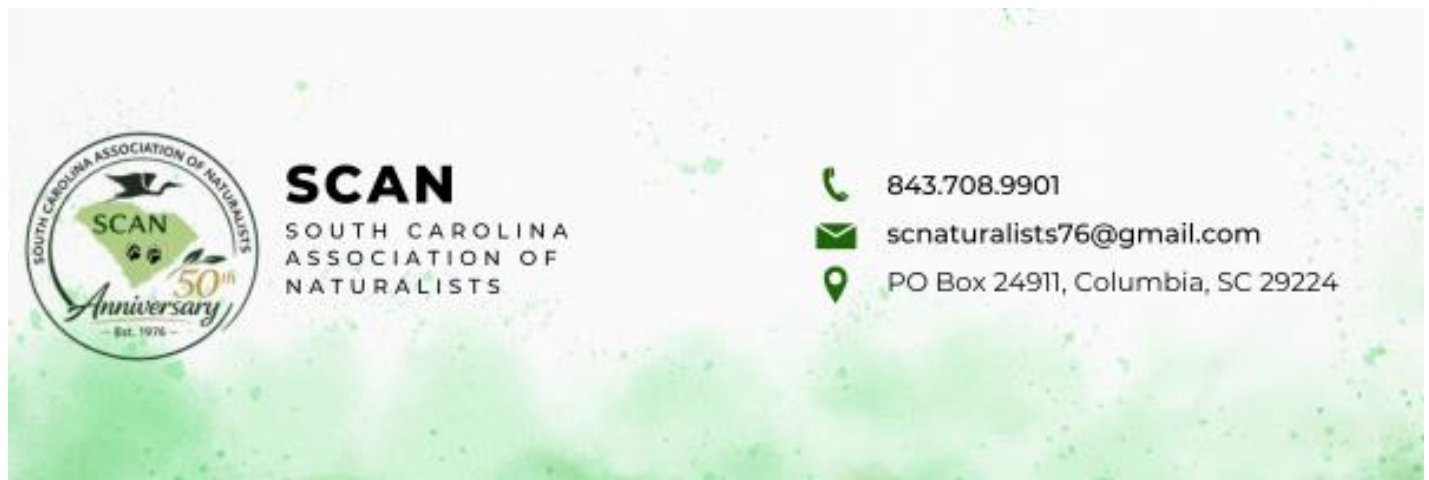 SOUTH CAROLINA ASSOCIATION OF NATURALISTS
SCAN
50th
Anniversary
- Est. 1976 -
SCAN
SOUTH CAROLINA
ASSOCIATION OF
NATURALISTS
843.708.9901
scnaturalists76@gmail.com
PO Box 24911, Columbia, SC 29224